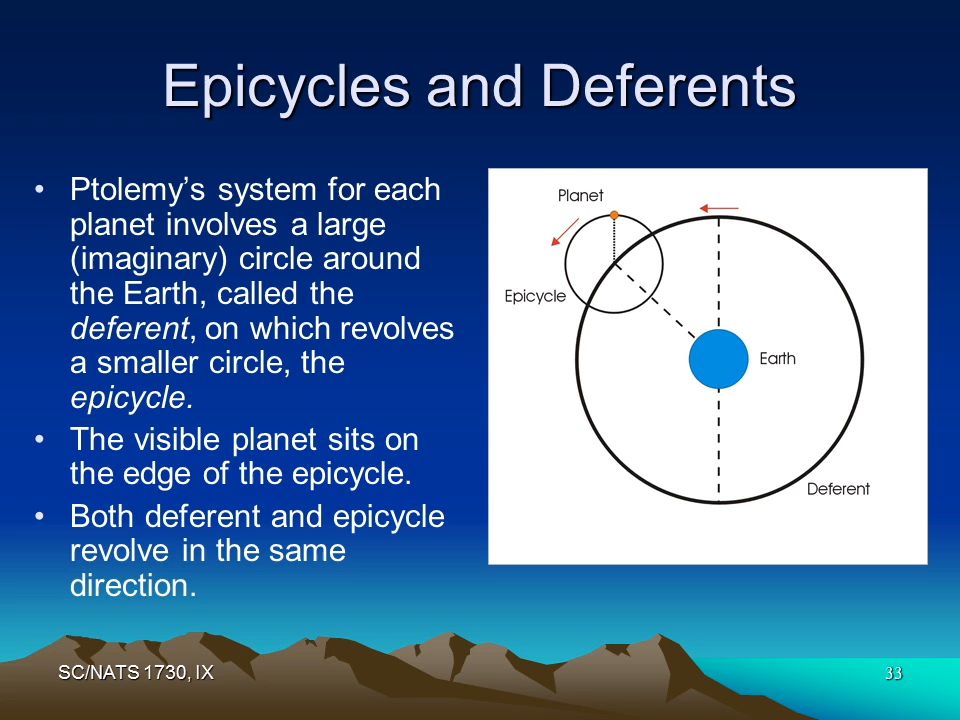 Epicycles and Deferents
• Ptolemy’s system for each
planet involves a large
(imaginary) circle around
the Earth, called the
deferent, on which revolves
a smaller circle, the
epicycle.
• The visible planet sits on
the edge of the epicycle.
• Both deferent and epicycle
revolve in the same
direction.
Planet
Epicycle
Earth
Deferent
SC/NATS 1730, IX
33